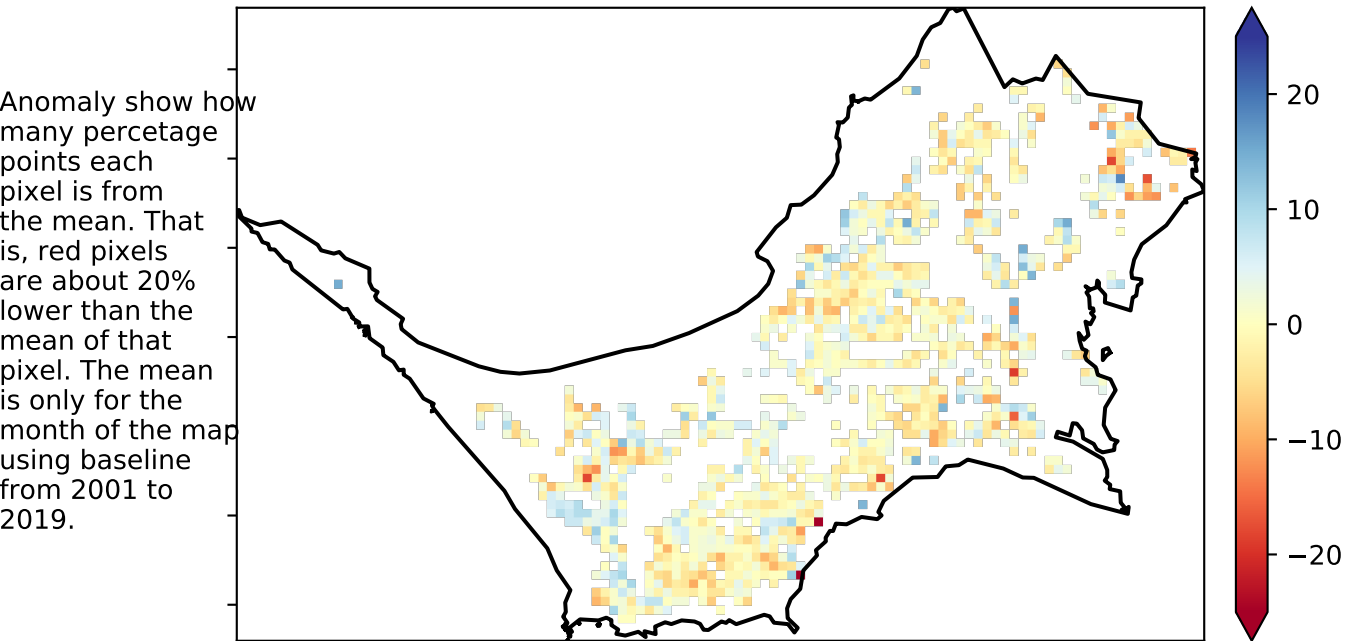 Anomaly show how
many percetage
points each
pixel is from
the mean. That
is, red pixels
are about 20%
lower than the
mean of that
pixel. The mean
is only for the
month of the map
using baseline
from 2001 to
2019.
20
10
0
−10
−20